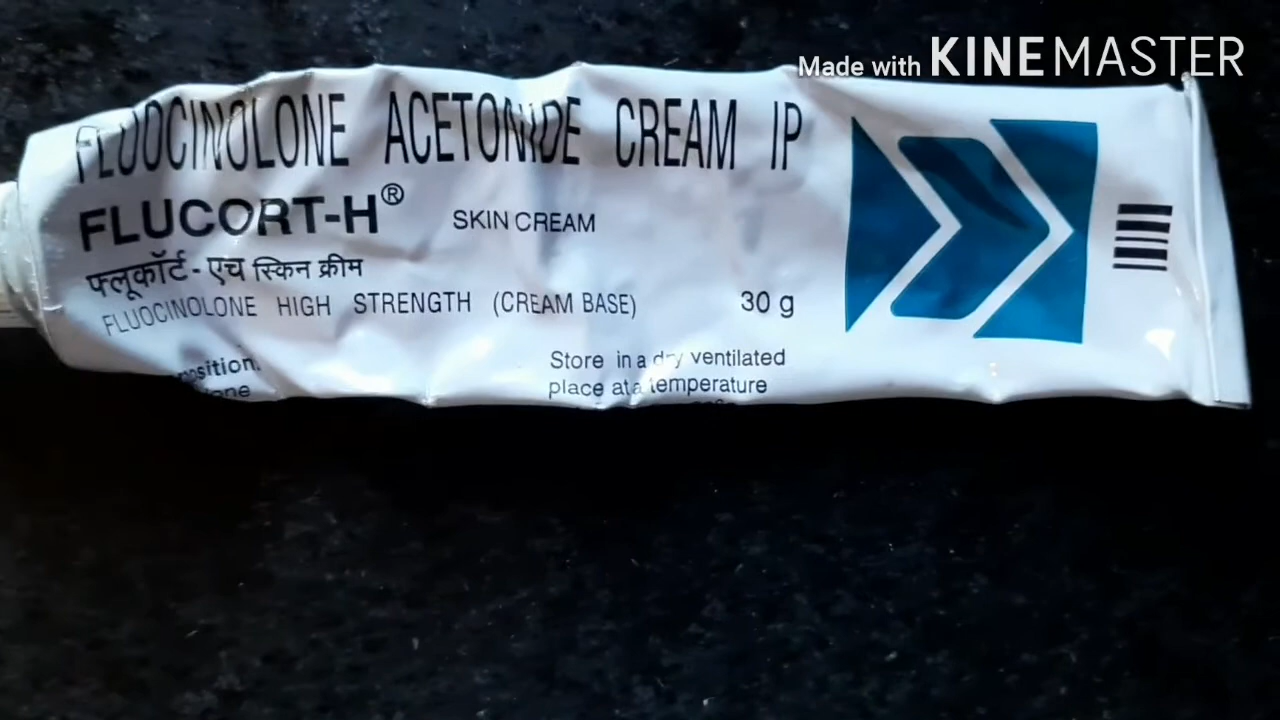 Made with KINEMASTER
FLUOCINOLONE ACETONIDE CREAM IP
FLUCORT-H® SKIN CREAM
फ्लूकॉर्ट - एच स्किन क्रीम
FLUOCINOLONE HIGH STRENGTH (CREAM BASE) 30 g
Store in a dry ventilated
place at a temperature